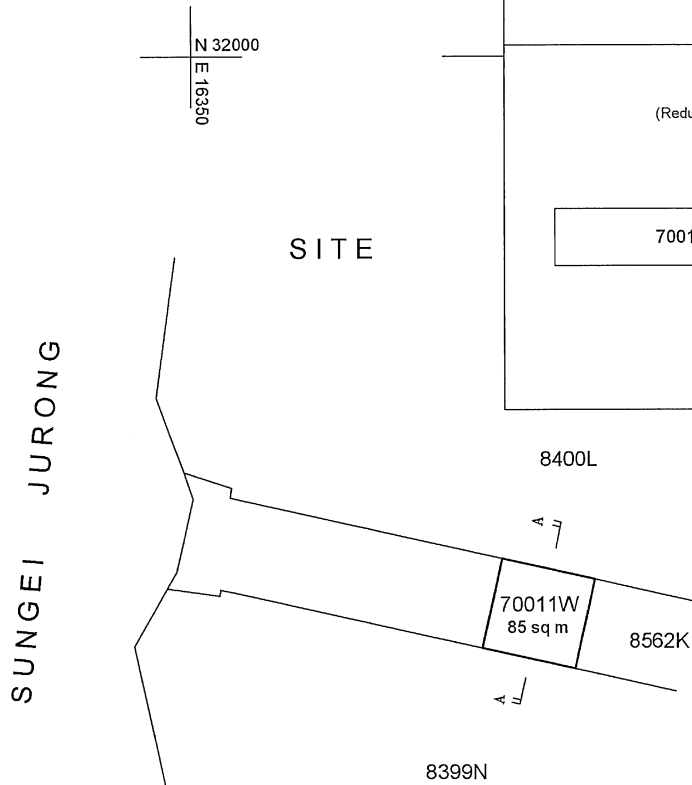 N 32000
E 16350
(Redu
7001
SITE
SUNGEI JURONG
8400L
A
70011W
85 sq m
8562K
A
8399N